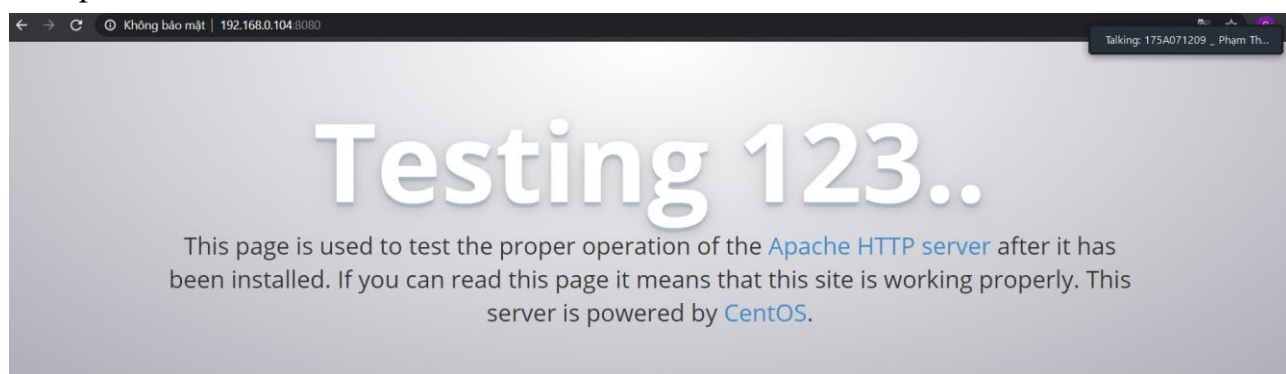 Không bảo mật | 192.168.0.104:8080
Talking: 175A071209 _ Phạm Th...
Testing 123..
This page is used to test the proper operation of the Apache HTTP server after it has
been installed. If you can read this page it means that this site is working properly. This
server is powered by CentOS.